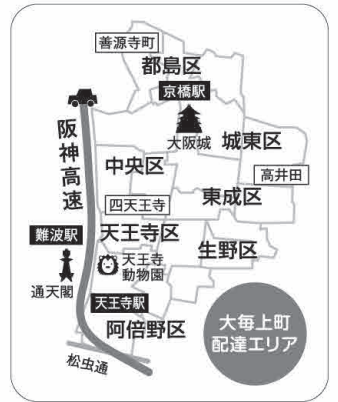 善源寺町
都島区
京橋駅
大阪城
城東区
阪神高速
中央区
高井田
東成区
四天王寺
難波駅
天王寺区
生野区
通天閣
天王寺
動物園
天王寺駅
阿倍野区
大毎上町
配達エリア
松虫通